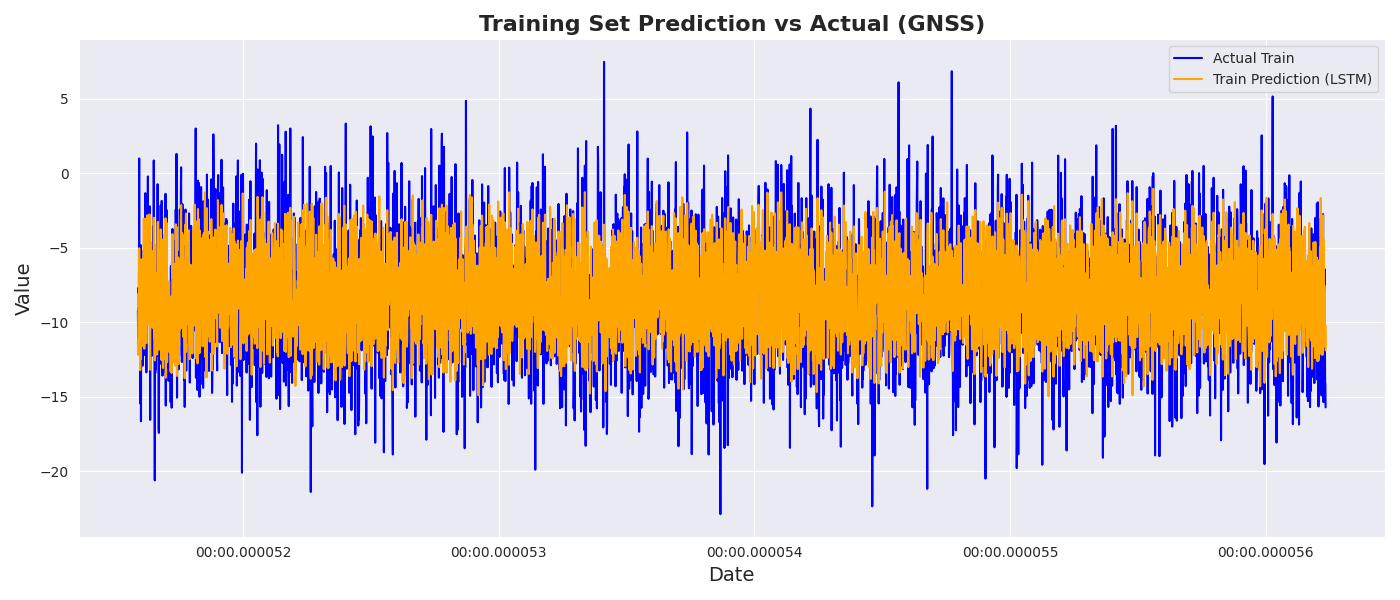 Training Set Prediction vs Actual (GNSS)
Actual Train
Train Prediction (LSTM)
Value
5
0
−5
−10
−15
−20
00:00.000052
00:00.000053
00:00.000054
00:00.000055
00:00.000056
Date